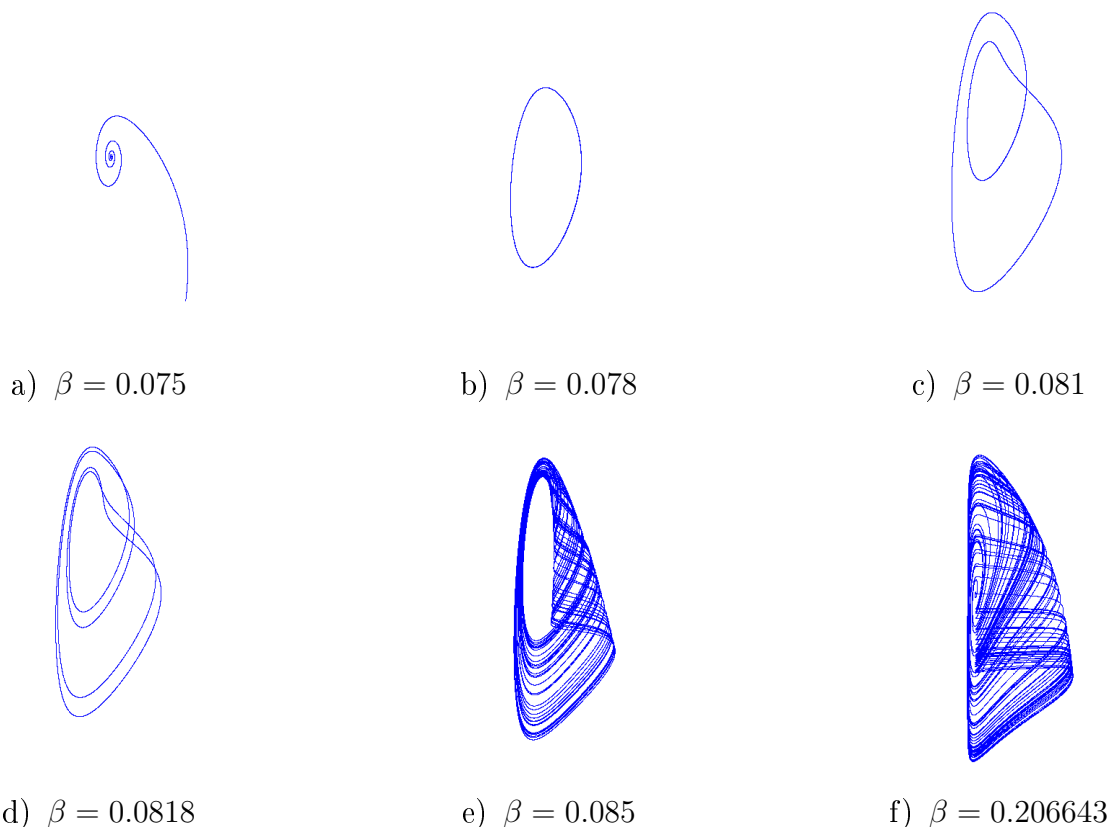 a) β = 0.075
b) β = 0.078
c) β = 0.081
d) β = 0.0818
e) β = 0.085
f) β = 0.206643